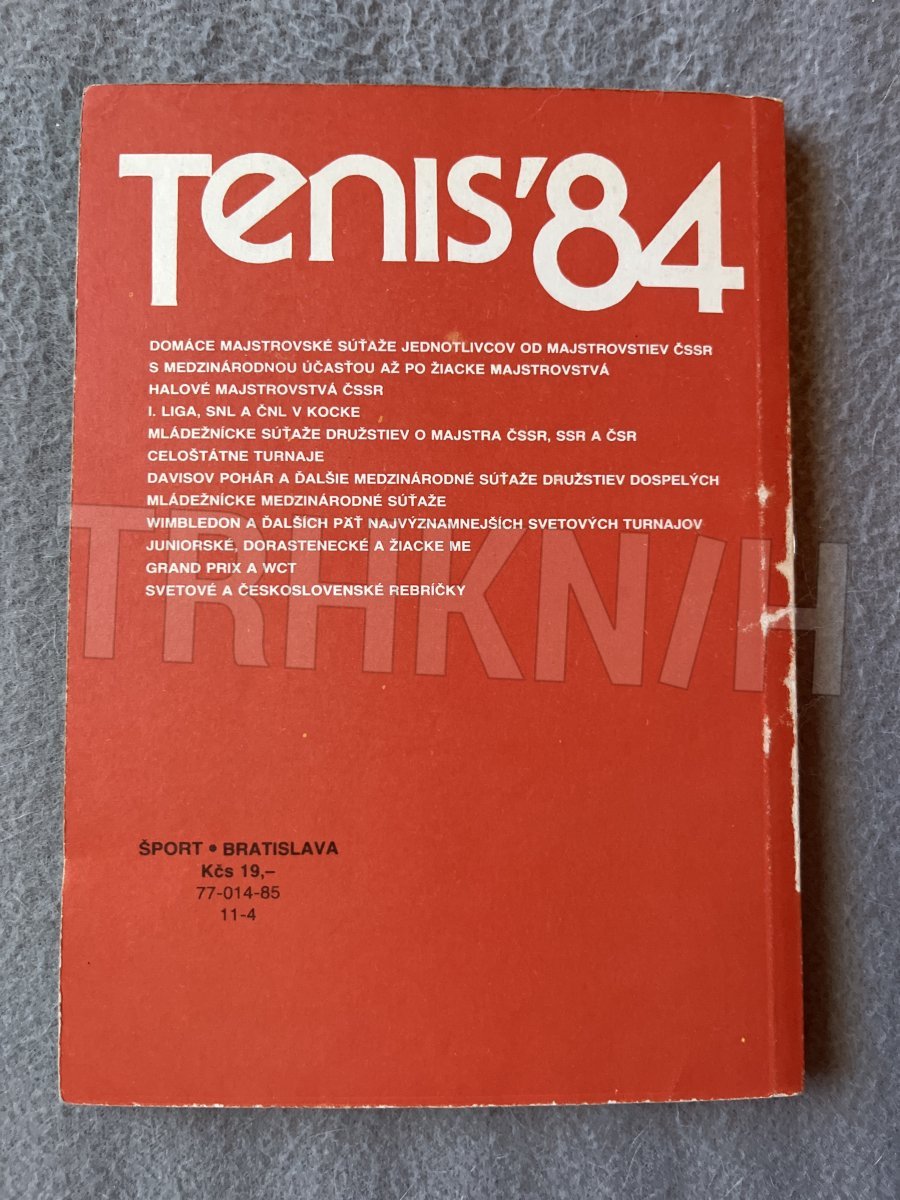 Tenis'84
DOMÁCE MAJSTROVSKÉ SÚŤAŽE JEDNOTLIVCOV OD MAJSTROVSTIEV ČSSR
S MEDZINÁRODNOU ÚČASŤOU AŽ PO ŽIACKE MAJSTROVSTVÁ
HALOVÉ MAJSTROVSTVÁ ČSSR
I. LIGA, SNL A ČNL V KOCKE
MLÁDEŽNÍCKE SÚŤAŽE DRUŽSTIEV O MAJSTRA ČSSR, SSR A ČSR
CELOŠTÁTNE TURNAJE
DAVISOV POHÁR A ĎALŠIE MEDZINÁRODNÉ SÚŤAŽE DRUŽSTIEV DOSPELÝCH
MLÁDEŽNÍCKE MEDZINÁRODNÉ SÚŤAŽE
WIMBLEDON A ĎALŠÍCH PÄŤ NAJVÝZNAMNEJŠÍCH SVETOVÝCH TURNAJOV
JUNIORSKÉ, DORASTENECKÉ A ŽIACKE ME
GRAND PRIX A WCT
SVETOVÉ A ČESKOSLOVENSKÉ REBRÍČKY
TRHKNIH
ŠPORT • BRATISLAVA
Kčs 19,–
77-014-85
11-4